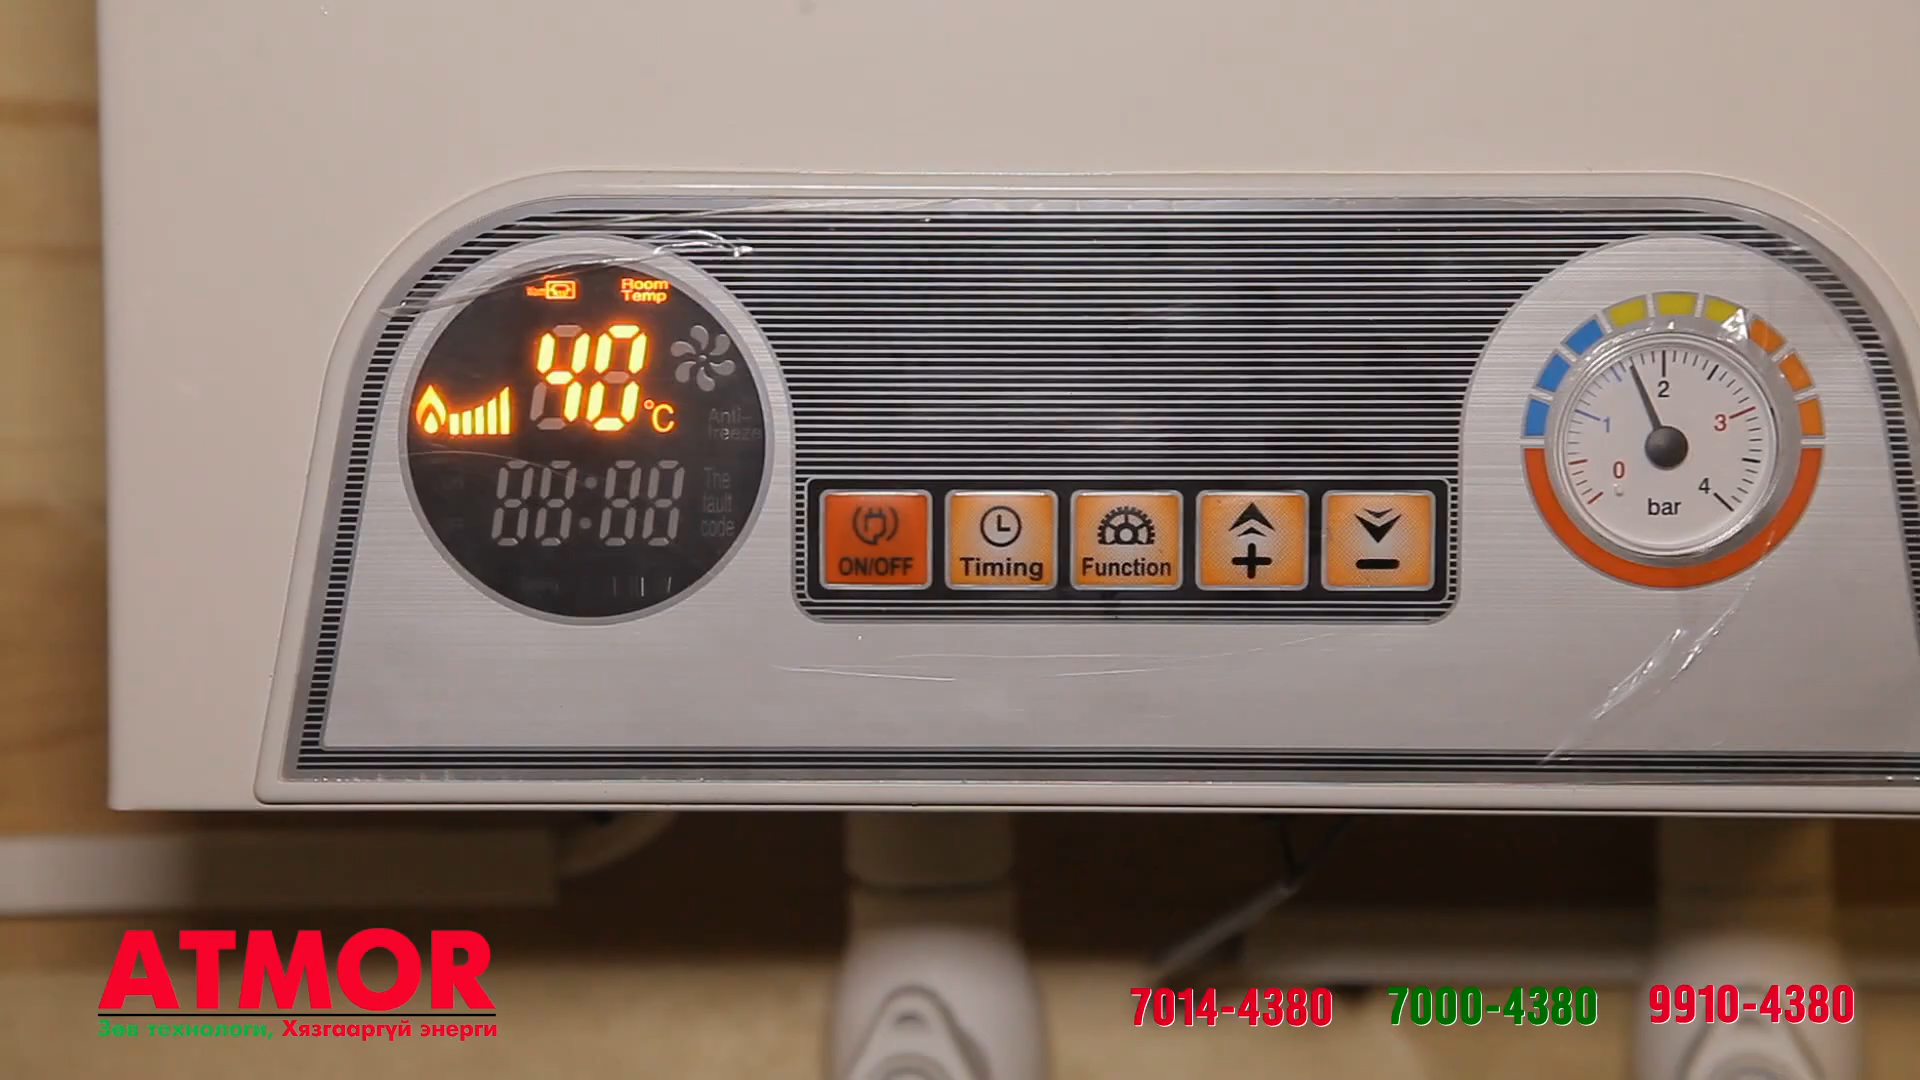 Room
Temp
40
°C
Anti-
freeze
88:88
The
fault
code
ON/OFF
Timing
Function
+
−
0
1
2
3
4
bar
ATMOR
Зөв технологи, Хязгааргүй энерги
7014-4380
7000-4380
9910-4380